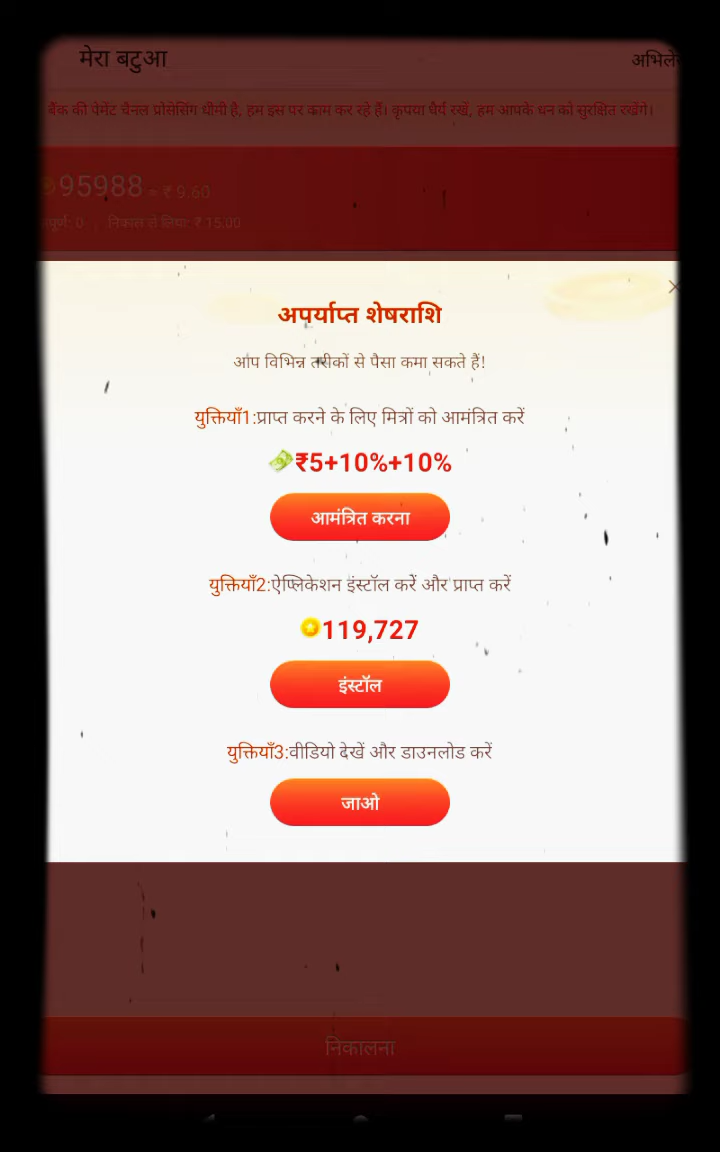 मेरा बटुआ
बैंक की पेमेंट चैनल प्रोसेसिंग धीमी है, हम इस पर काम कर रहे हैं। कृपया धैर्य रखें, हम आपके धन को सुरक्षित रखेंगे।
95988 = ₹ 9.60
0 , निकाल से लिया: ₹ 15.00
अपर्याप्त शेषराशि
आप विभिन्न तरीकों से पैसा कमा सकते हैं!
युक्तियाँ1:प्राप्त करने के लिए मित्रों को आमंत्रित करें
₹5+10%+10%
आमंत्रित करना
युक्तियाँ2:ऐप्लिकेशन इंस्टॉल करें और प्राप्त करें
119,727
इंस्टॉल
युक्तियाँ3:वीडियो देखें और डाउनलोड करें
जाओ
निकालना